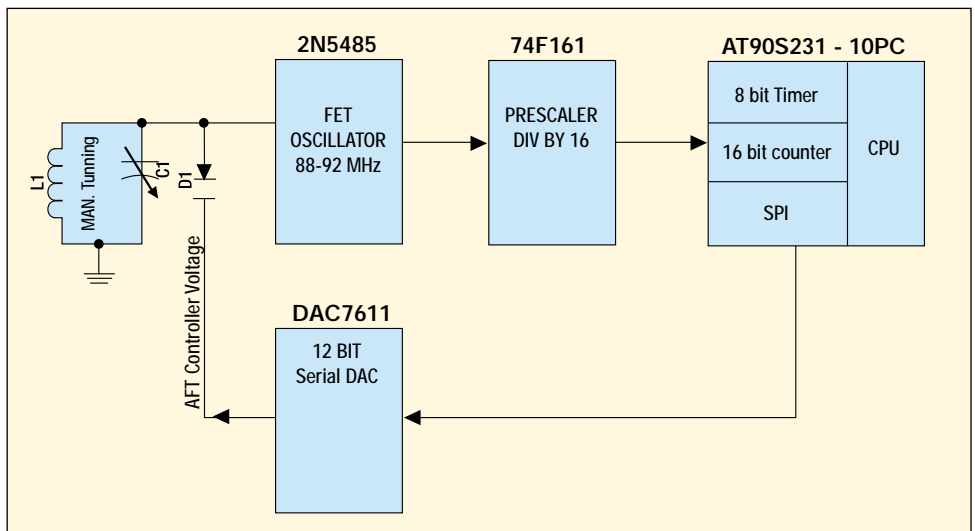 2N5485
74F161
AT90S231 - 10PC
FET
OSCILLATOR
88-92 MHz
PRESCALER
DIV BY 16
8 bit Timer
16 bit counter
SPI
CPU
L1
MAN. Tunning
C1
D1
AFT Controller Voltage
DAC7611
12 BIT
Serial DAC